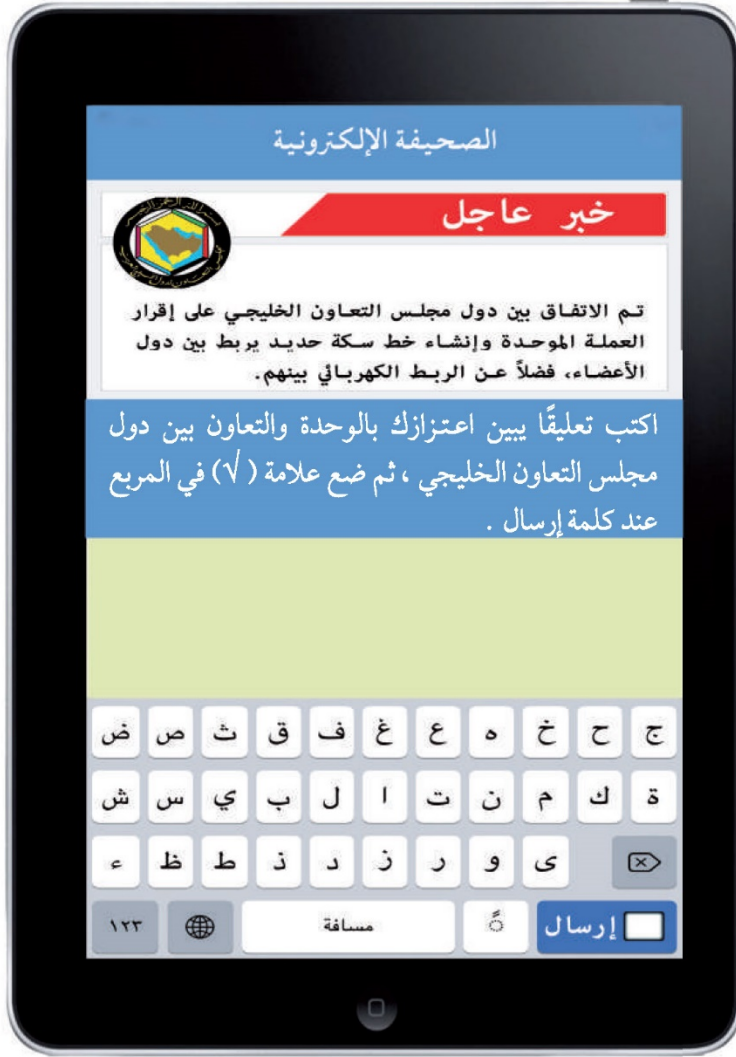 الصحيفة الإلكترونية
خبر عاجل
تم الاتفاق بين دول مجلس التعاون الخليجي على إقرار
العملة الموحدة وإنشاء خط سكة حديد يربط بين دول
الأعضاء، فضلاً عن الربط الكهربائي بينهم.
اكتب تعليقًا يبين اعتزازك بالوحدة والتعاون بين دول
مجلس التعاون الخليجي ، ثم ضع علامة (√) في المربع
عند كلمة إرسال .
ج ح خ ه ع غ ف ق ث ص ض
ة ك م ن ت ا ل ب ي س ش
ى و ر ز د ذ ط ظ ء
إرسال ً مسافة ١٢٣